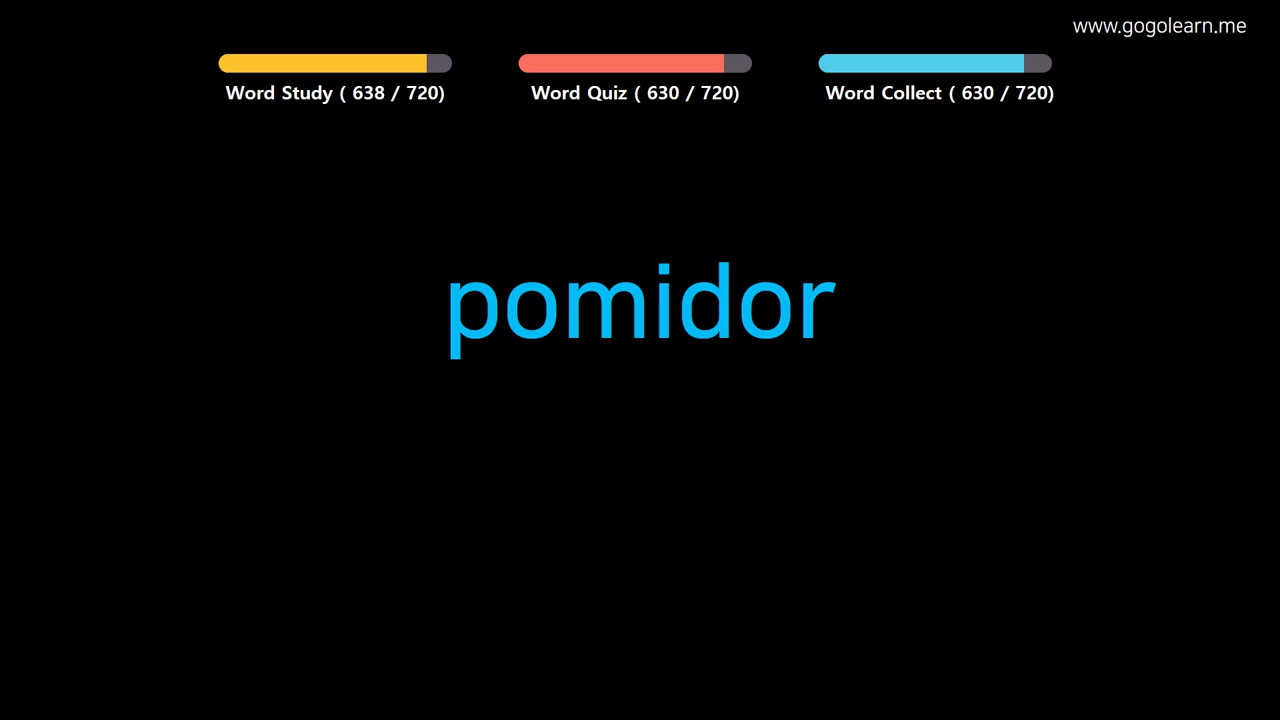 www.gogolearn.me
Word Study ( 638 / 720)
Word Quiz ( 630 / 720)
Word Collect ( 630 / 720)
pomidor